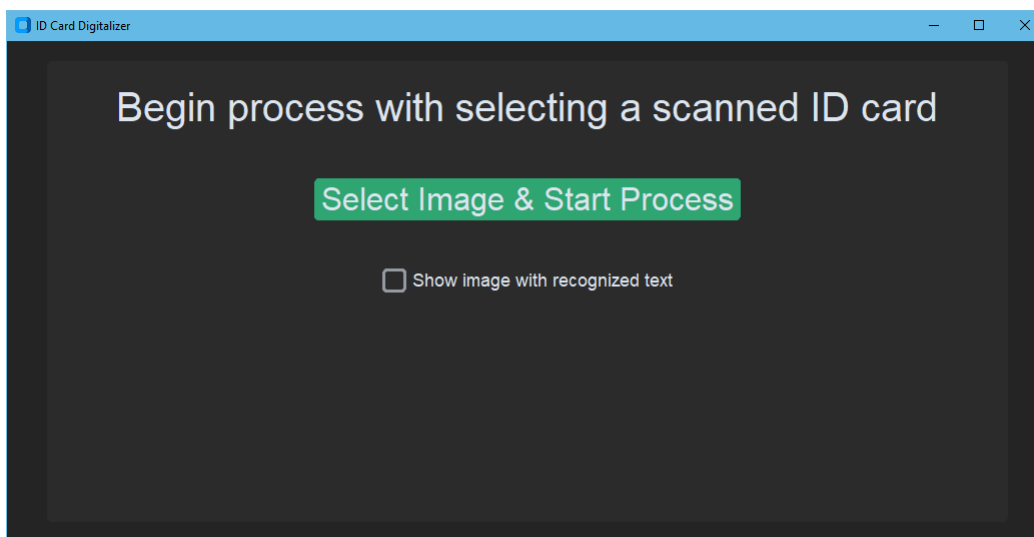 ID Card Digitalizer
Begin process with selecting a scanned ID card
Select Image & Start Process
Show image with recognized text